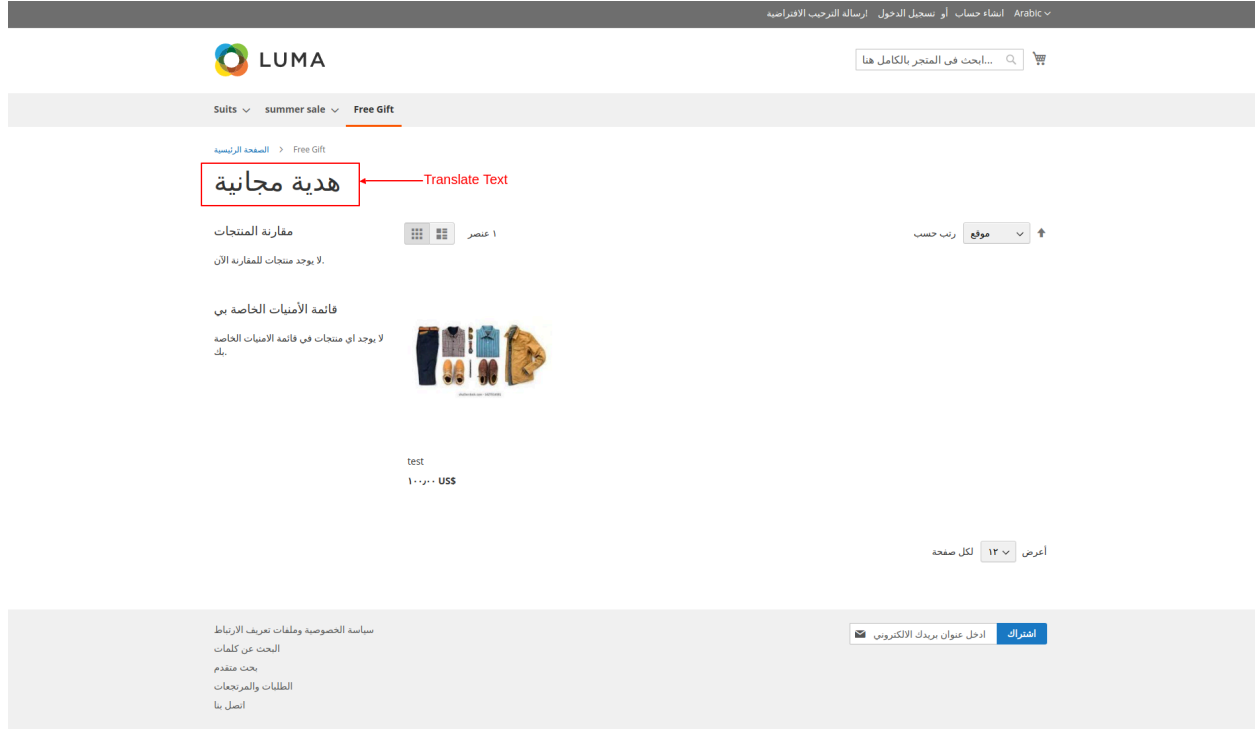 Arabic انشاء حساب أو تسجيل الدخول ارسالة الترحيب الافتراضية
LUMA
ابحث فى المتجر بالكامل هنا...
Suits summer sale Free Gift
الصفحة الرئيسية Free Gift
هدية مجانية
Translate Text
مقارنة المنتجات
١ عنصر
موقع رتب حسب
لا يوجد منتجات للمقارنة الآن.
قائمة الأمنيات الخاصة بي
لا يوجد اي منتجات في قائمة الامنيات الخاصة
بك.
test
١٠٠٫٠٠ US$
أعرض ١٢ لكل صفحة
سياسة الخصوصية وملفات تعريف الارتباط
البحث عن كلمات
بحث متقدم
الطلبات والمرتجعات
اتصل بنا
ادخل عنوان بريدك الالكتروني
اشتراك